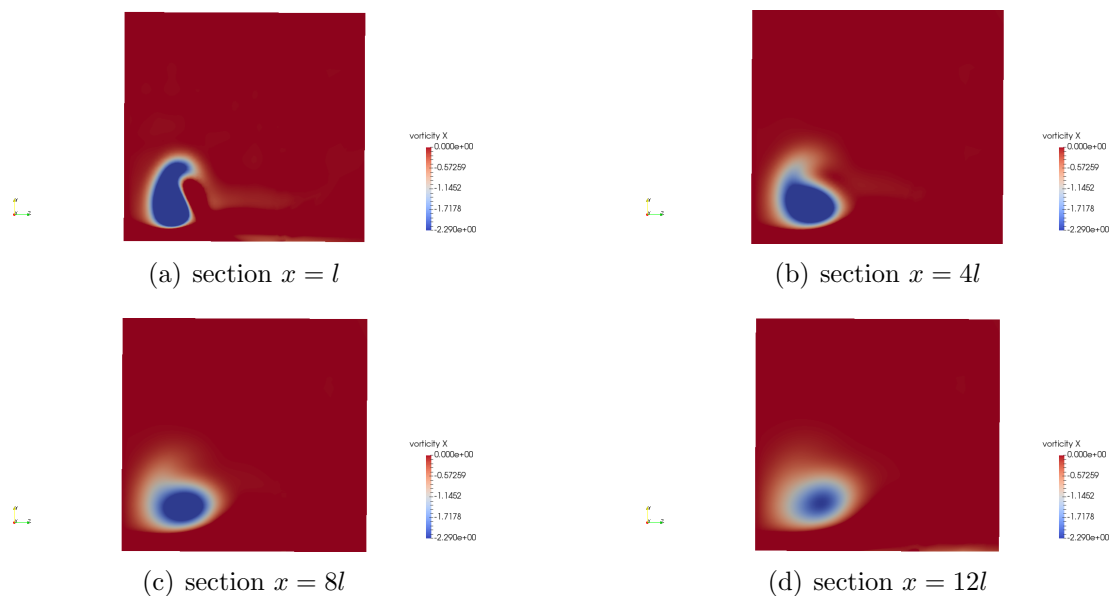 vorticity X
0.000e+00
-0.57259
-1.1452
-1.7178
-2.290e+00
(a) section x = l
vorticity X
0.000e+00
-0.57259
-1.1452
-1.7178
-2.290e+00
(b) section x = 4l
vorticity X
0.000e+00
-0.57259
-1.1452
-1.7178
-2.290e+00
(c) section x = 8l
vorticity X
0.000e+00
-0.57259
-1.1452
-1.7178
-2.290e+00
(d) section x = 12l